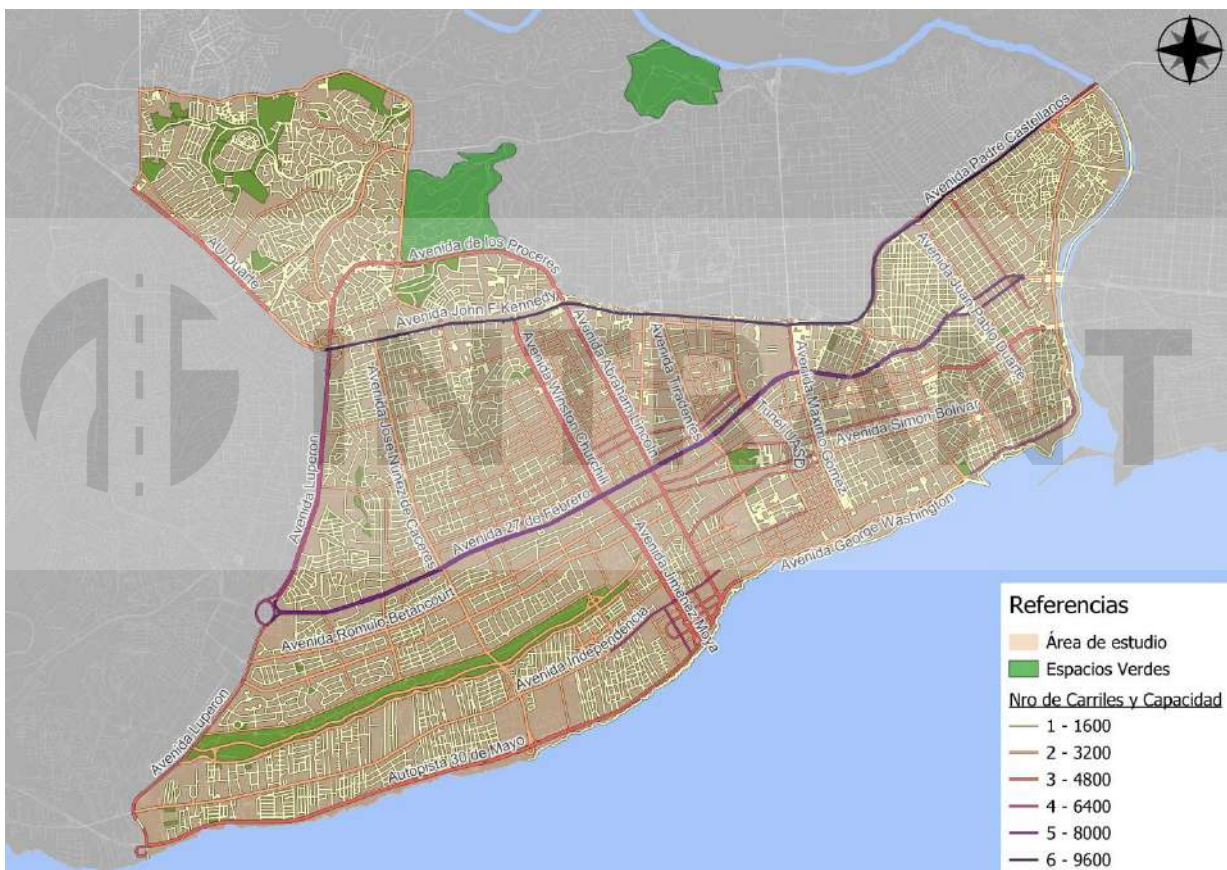 Avenida Padre Castellanos
Avenida de los Proceres
AU Duarte
Avenida John F Kennedy
Avenida Juan Pablo Duarte
INTRANT
Avenida Luperon
Avenida Jose Nuñez de Caceres
Avenida Winston Churchill
Avenida Abraham Lincoln
Avenida Tiradentes
Tunel UASD
Avenida Maximo Gomez
Avenida Simon Bolivar
Avenida 27 de Febrero
Avenida George Washington
Avenida Jimenez Moya
Avenida Romulo Betancourt
Avenida Independencia
Avenida Luperon
Autopista 30 de Mayo
Referencias
Área de estudio
Espacios Verdes
Nro de Carriles y Capacidad
1 - 1600
2 - 3200
3 - 4800
4 - 6400
5 - 8000
6 - 9600